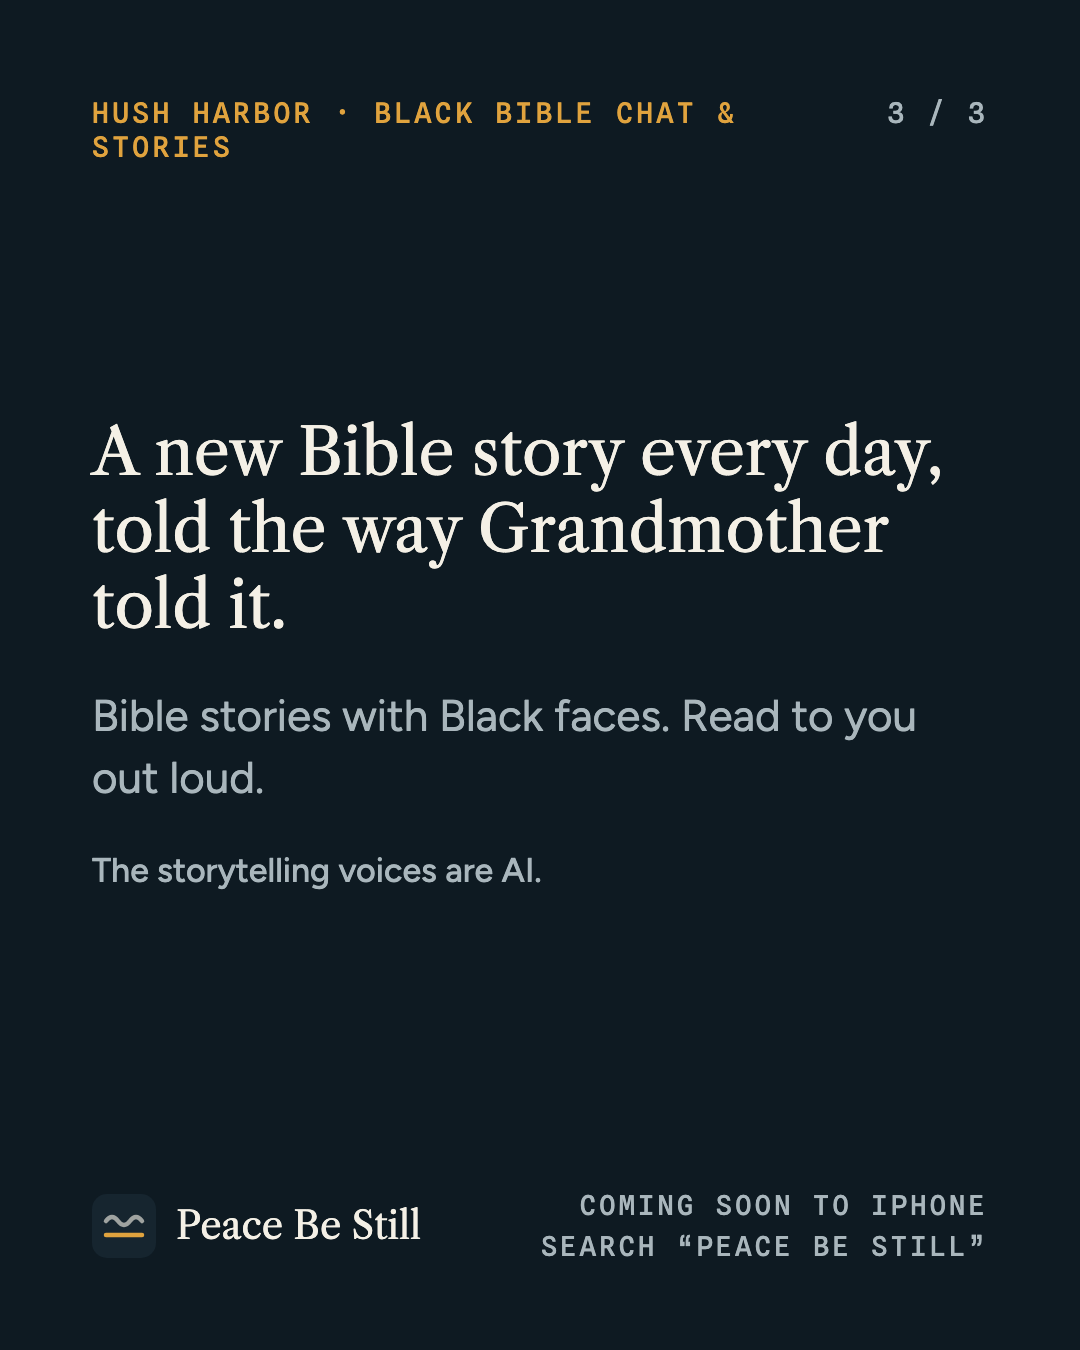 HUSH HARBOR · BLACK BIBLE CHAT &
STORIES
3 / 3
A new Bible story every day,
told the way Grandmother
told it.
Bible stories with Black faces. Read to you
out loud.
The storytelling voices are AI.
Peace Be Still
COMING SOON TO IPHONE
SEARCH “PEACE BE STILL”